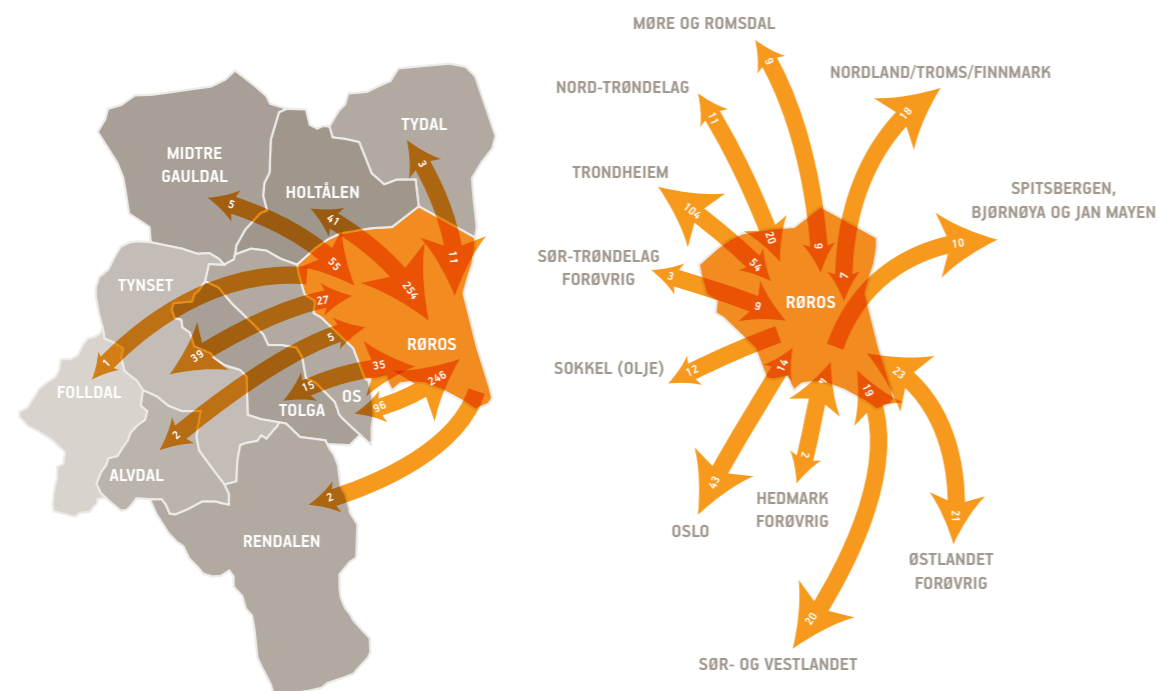 MØRE OG ROMSDAL
NORDLAND/TROMS/FINNMARK
NORD-TRØNDELAG
TYDAL
MIDTRE
GAULDAL
HOLTÅLEN
TRONDHEIEM
SPITSBERGEN,
BJØRNØYA OG JAN MAYEN
SØR-TRØNDELAG
FORØVRIG
TYNSET
RØROS
RØROS
SOKKEL (OLJE)
FOLLDAL
TOLGA
OS
ALVDAL
RENDALEN
HEDMARK
FORØVRIG
OSLO
ØSTLANDET
FORØVRIG
SØR- OG VESTLANDET
3
11
5
55
41
254
1
27
39
5
2
35
15
246
96
2
9
9
11
20
18
7
104
54
10
3
9
12
14
43
2
19
20
23
21